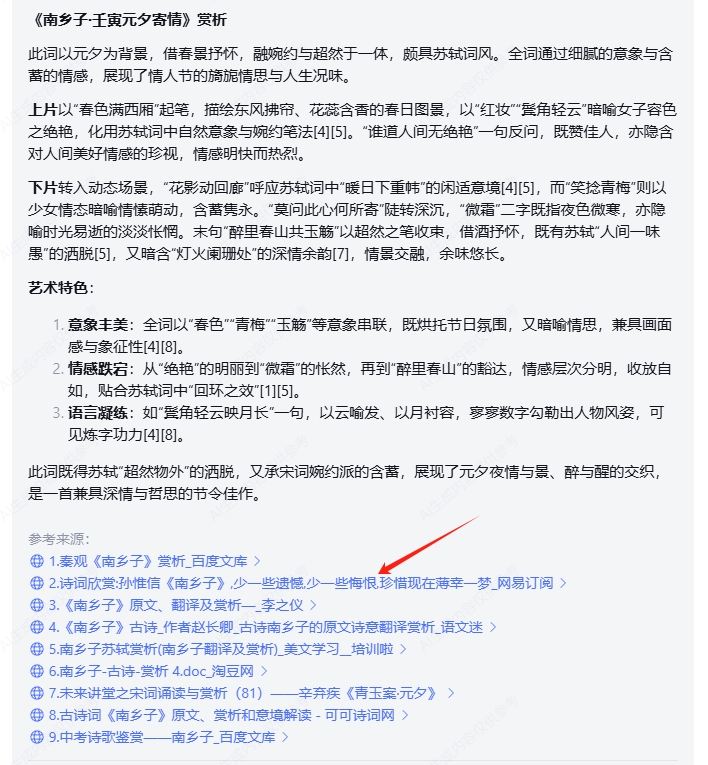 《南乡子·壬寅元夕寄情》赏析
此词以元夕为背景，借春景抒怀，融婉约与超然于一体，颇具苏轼词风。全词通过细腻的意象与含
蓄的情感，展现了情人节的旖旎情思与人生况味。
上片以“春色满西厢”起笔，描绘东风拂帘、花蕊含香的春日图景，以“红妆”“鬓角轻云”暗喻女子容色
之绝艳，化用苏轼词中自然意象与婉约笔法[4][5]。“谁道人间无绝艳”一句反问，既赞佳人，亦隐含
对人间美好情感的珍视，情感明快而热烈。
下片转入动态场景，“花影动回廊”呼应苏轼词中“暖日下重帏”的闲适意境[4][5]，而“笑捻青梅”则以
少女情态暗喻情愫萌动，含蓄隽永。“莫问此心何所寄”陡转深沉，“微霜”二字既指夜色微寒，亦隐
喻时光易逝的淡淡怅惘。末句“醉里春山共玉觞”以超然之笔收束，借酒抒怀，既有苏轼“人间一味
愚”的洒脱[5]，又暗含“灯火阑珊处”的深情余韵[7]，情景交融，余味悠长。
艺术特色：
1. 意象丰美：全词以“春色”“青梅”“玉觞”等意象串联，既烘托节日氛围，又暗喻情思，兼具画面
感与象征性[4][8]。
2. 情感跌宕：从“绝艳”的明丽到“微霜”的怅然，再到“醉里春山”的豁达，情感层次分明，收放自
如，贴合苏轼词中“回环之效”[1][5]。
3. 语言凝练：如“鬓角轻云映月长”一句，以云喻发、以月衬容，寥寥数字勾勒出人物风姿，可
见炼字功力[4][8]。
此词既得苏轼“超然物外”的洒脱，又承宋词婉约派的含蓄，展现了元夕夜情与景、醉与醒的交织，
是一首兼具深情与哲思的节令佳作。
参考来源：
1.秦观《南乡子》赏析_百度文库
2.诗词欣赏:孙惟信《南乡子》,少一些遗憾,少一些悔恨,珍惜现在薄幸一梦_网易订阅
3.《南乡子》原文、翻译及赏析—_李之仪
4.《南乡子》古诗_作者赵长卿_古诗南乡子的原文诗意翻译赏析_语文迷
5.南乡子苏轼赏析(南乡子翻译及赏析)_美文学习__培训啦
6.南乡子-古诗-赏析 4.doc_淘豆网
7.未来讲堂之宋词诵读与赏析（81）——辛弃疾《青玉案·元夕》
8.古诗词《南乡子》原文、赏析和意境解读 - 可可诗词网
9.中考诗歌鉴赏——南乡子_百度文库